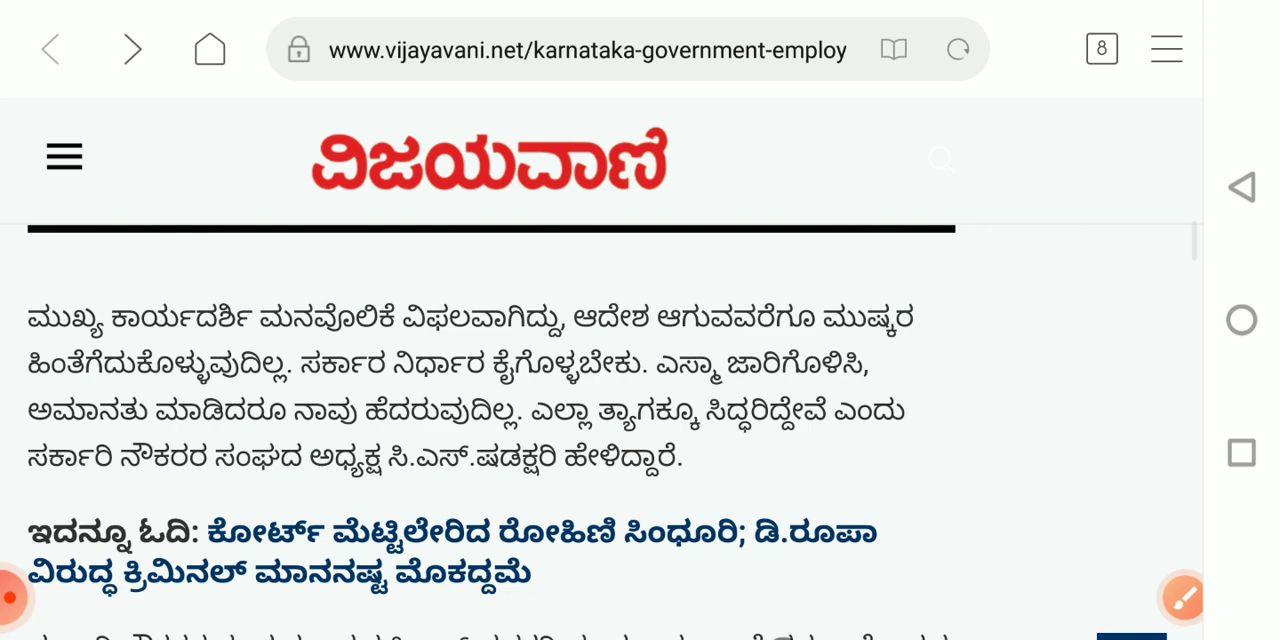 www.vijayavani.net/karnataka-government-employ
8
ವಿಜಯವಾಣಿ
ಮುಖ್ಯ ಕಾರ್ಯದರ್ಶಿ ಮನವೊಲಿಕೆ ವಿಫಲವಾಗಿದ್ದು, ಆದೇಶ ಆಗುವವರೆಗೂ ಮುಷ್ಕರ
ಹಿಂತೆಗೆದುಕೊಳ್ಳುವುದಿಲ್ಲ. ಸರ್ಕಾರ ನಿರ್ಧಾರ ಕೈಗೊಳ್ಳಬೇಕು. ಎಸ್ಮಾ ಜಾರಿಗೊಳಿಸಿ,
ಅಮಾನತು ಮಾಡಿದರೂ ನಾವು ಹೆದರುವುದಿಲ್ಲ. ಎಲ್ಲಾ ತ್ಯಾಗಕ್ಕೂ ಸಿದ್ಧರಿದ್ದೇವೆ ಎಂದು
ಸರ್ಕಾರಿ ನೌಕರರ ಸಂಘದ ಅಧ್ಯಕ್ಷ ಸಿ.ಎಸ್.ಷಡಕ್ಷರಿ ಹೇಳಿದ್ದಾರೆ.
ಇದನ್ನೂ ಓದಿ: ಕೋರ್ಟ್ ಮೆಟ್ಟಿಲೇರಿದ ರೋಹಿಣಿ ಸಿಂಧೂರಿ; ಡಿ.ರೂಪಾ
ವಿರುದ್ಧ ಕ್ರಿಮಿನಲ್ ಮಾನನಷ್ಟ ಮೊಕದ್ದಮೆ